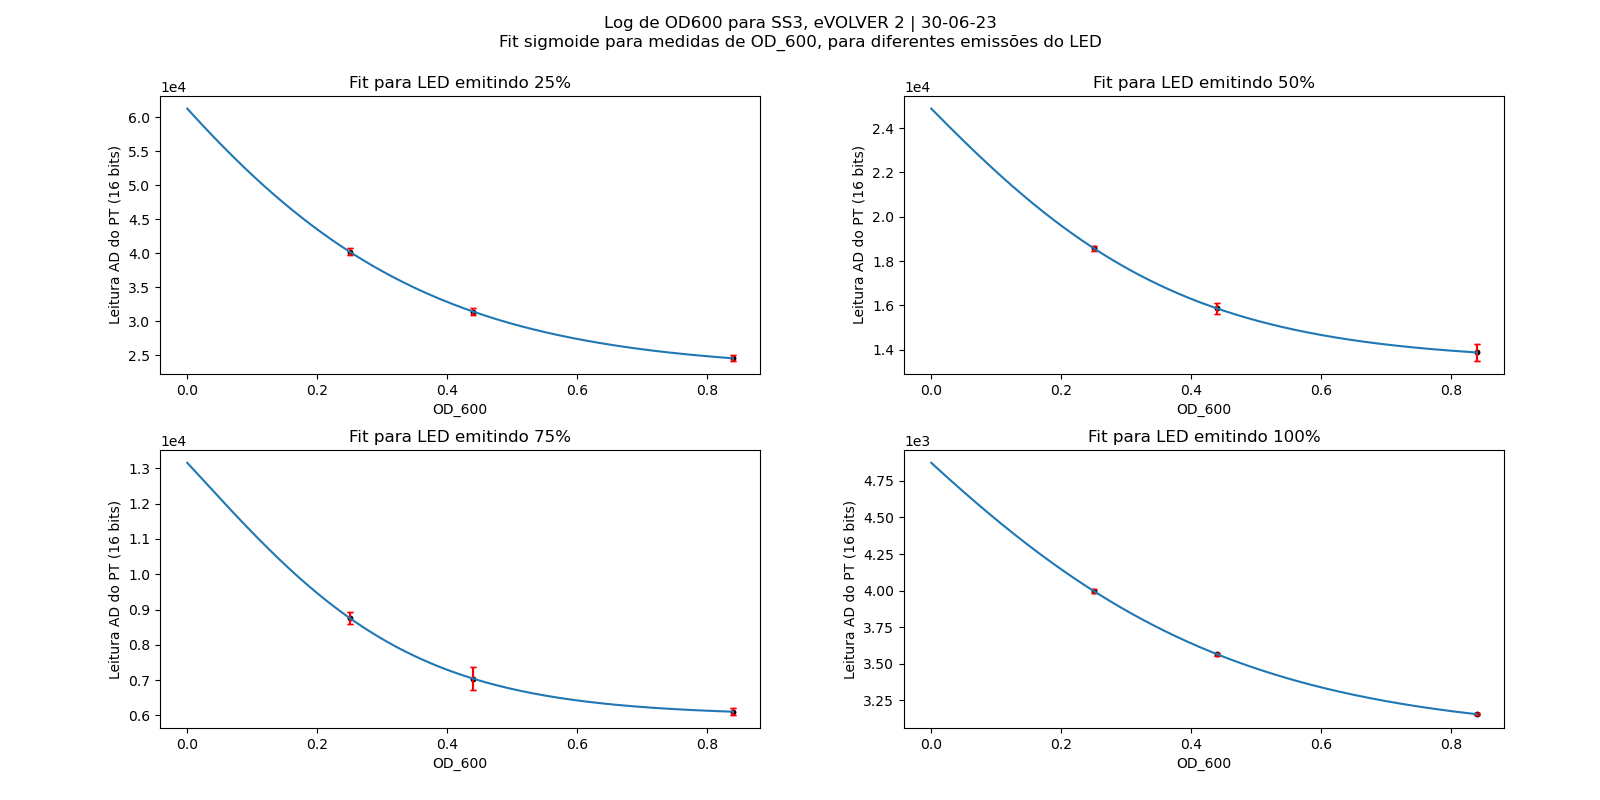 Log de OD600 para SS3, eVOLVER 2 | 30-06-23
Fit sigmoide para medidas de OD_600, para diferentes emissões do LED
Fit para LED emitindo 25%
1e4
6.0
5.5
5.0
4.5
4.0
3.5
3.0
2.5
Leitura AD do PT (16 bits)
0.0 0.2 0.4 0.6 0.8
OD_600
Fit para LED emitindo 50%
1e4
2.4
2.2
2.0
1.8
1.6
1.4
Leitura AD do PT (16 bits)
0.0 0.2 0.4 0.6 0.8
OD_600
Fit para LED emitindo 75%
1e4
1.3
1.2
1.1
1.0
0.9
0.8
0.7
0.6
Leitura AD do PT (16 bits)
0.0 0.2 0.4 0.6 0.8
OD_600
Fit para LED emitindo 100%
1e3
4.75
4.50
4.25
4.00
3.75
3.50
3.25
Leitura AD do PT (16 bits)
0.0 0.2 0.4 0.6 0.8
OD_600